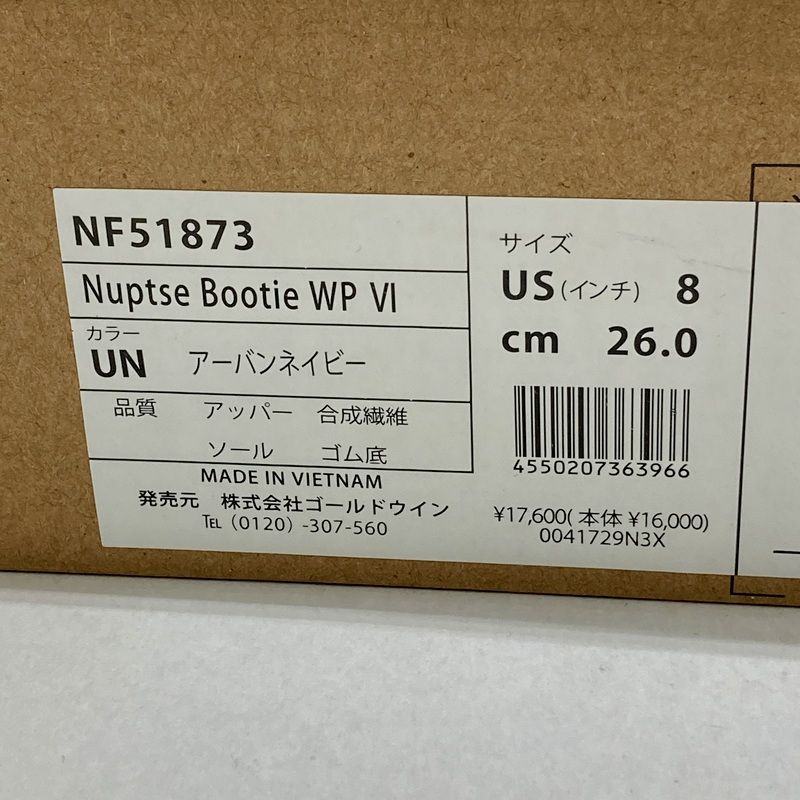 NF51873
Nuptse Bootie WP VI
カラー
UN アーバンネイビー
品質 アッパー 合成繊維
ソール ゴム底
MADE IN VIETNAM
発売元 株式会社ゴールドウイン
TEL (0120) -307-560
サイズ
US (インチ) 8
cm 26.0
4550207363966
¥17,600( 本体 ¥16,000)
0041729N3X